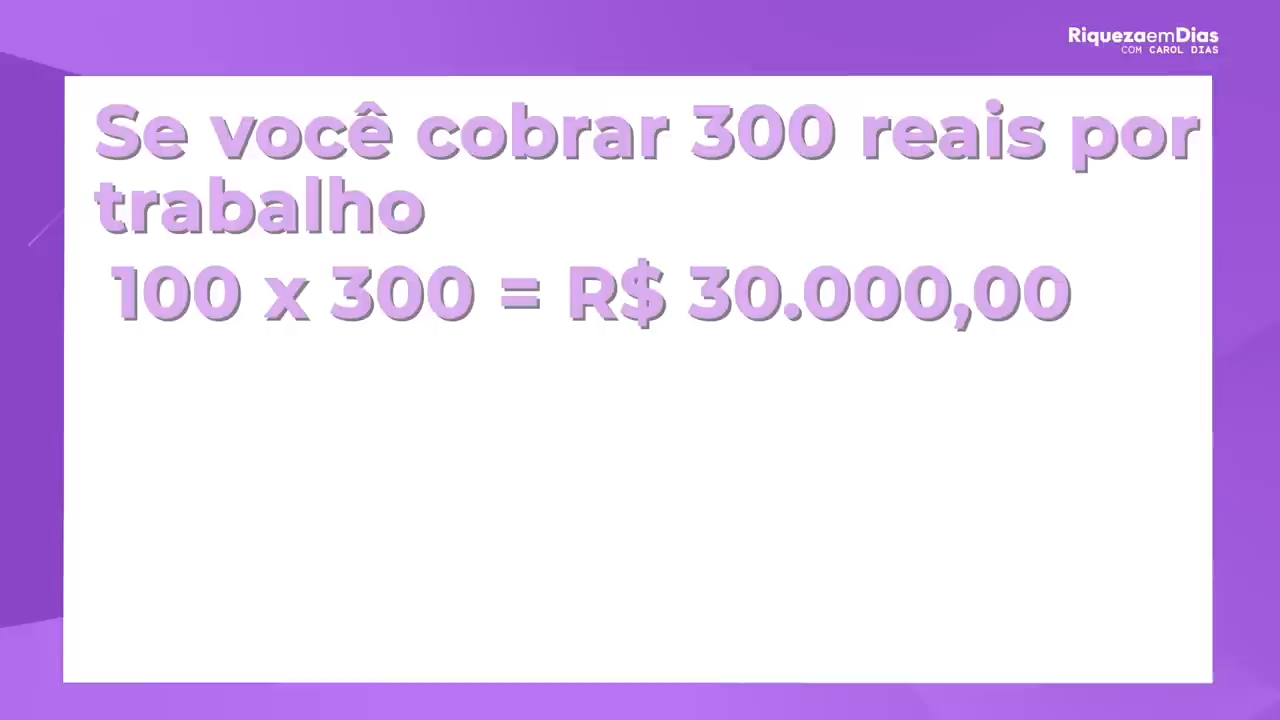 RiquezaemDias
COM CAROL DIAS
Se você cobrar 300 reais por
trabalho
100 x 300 = R$ 30.000,00